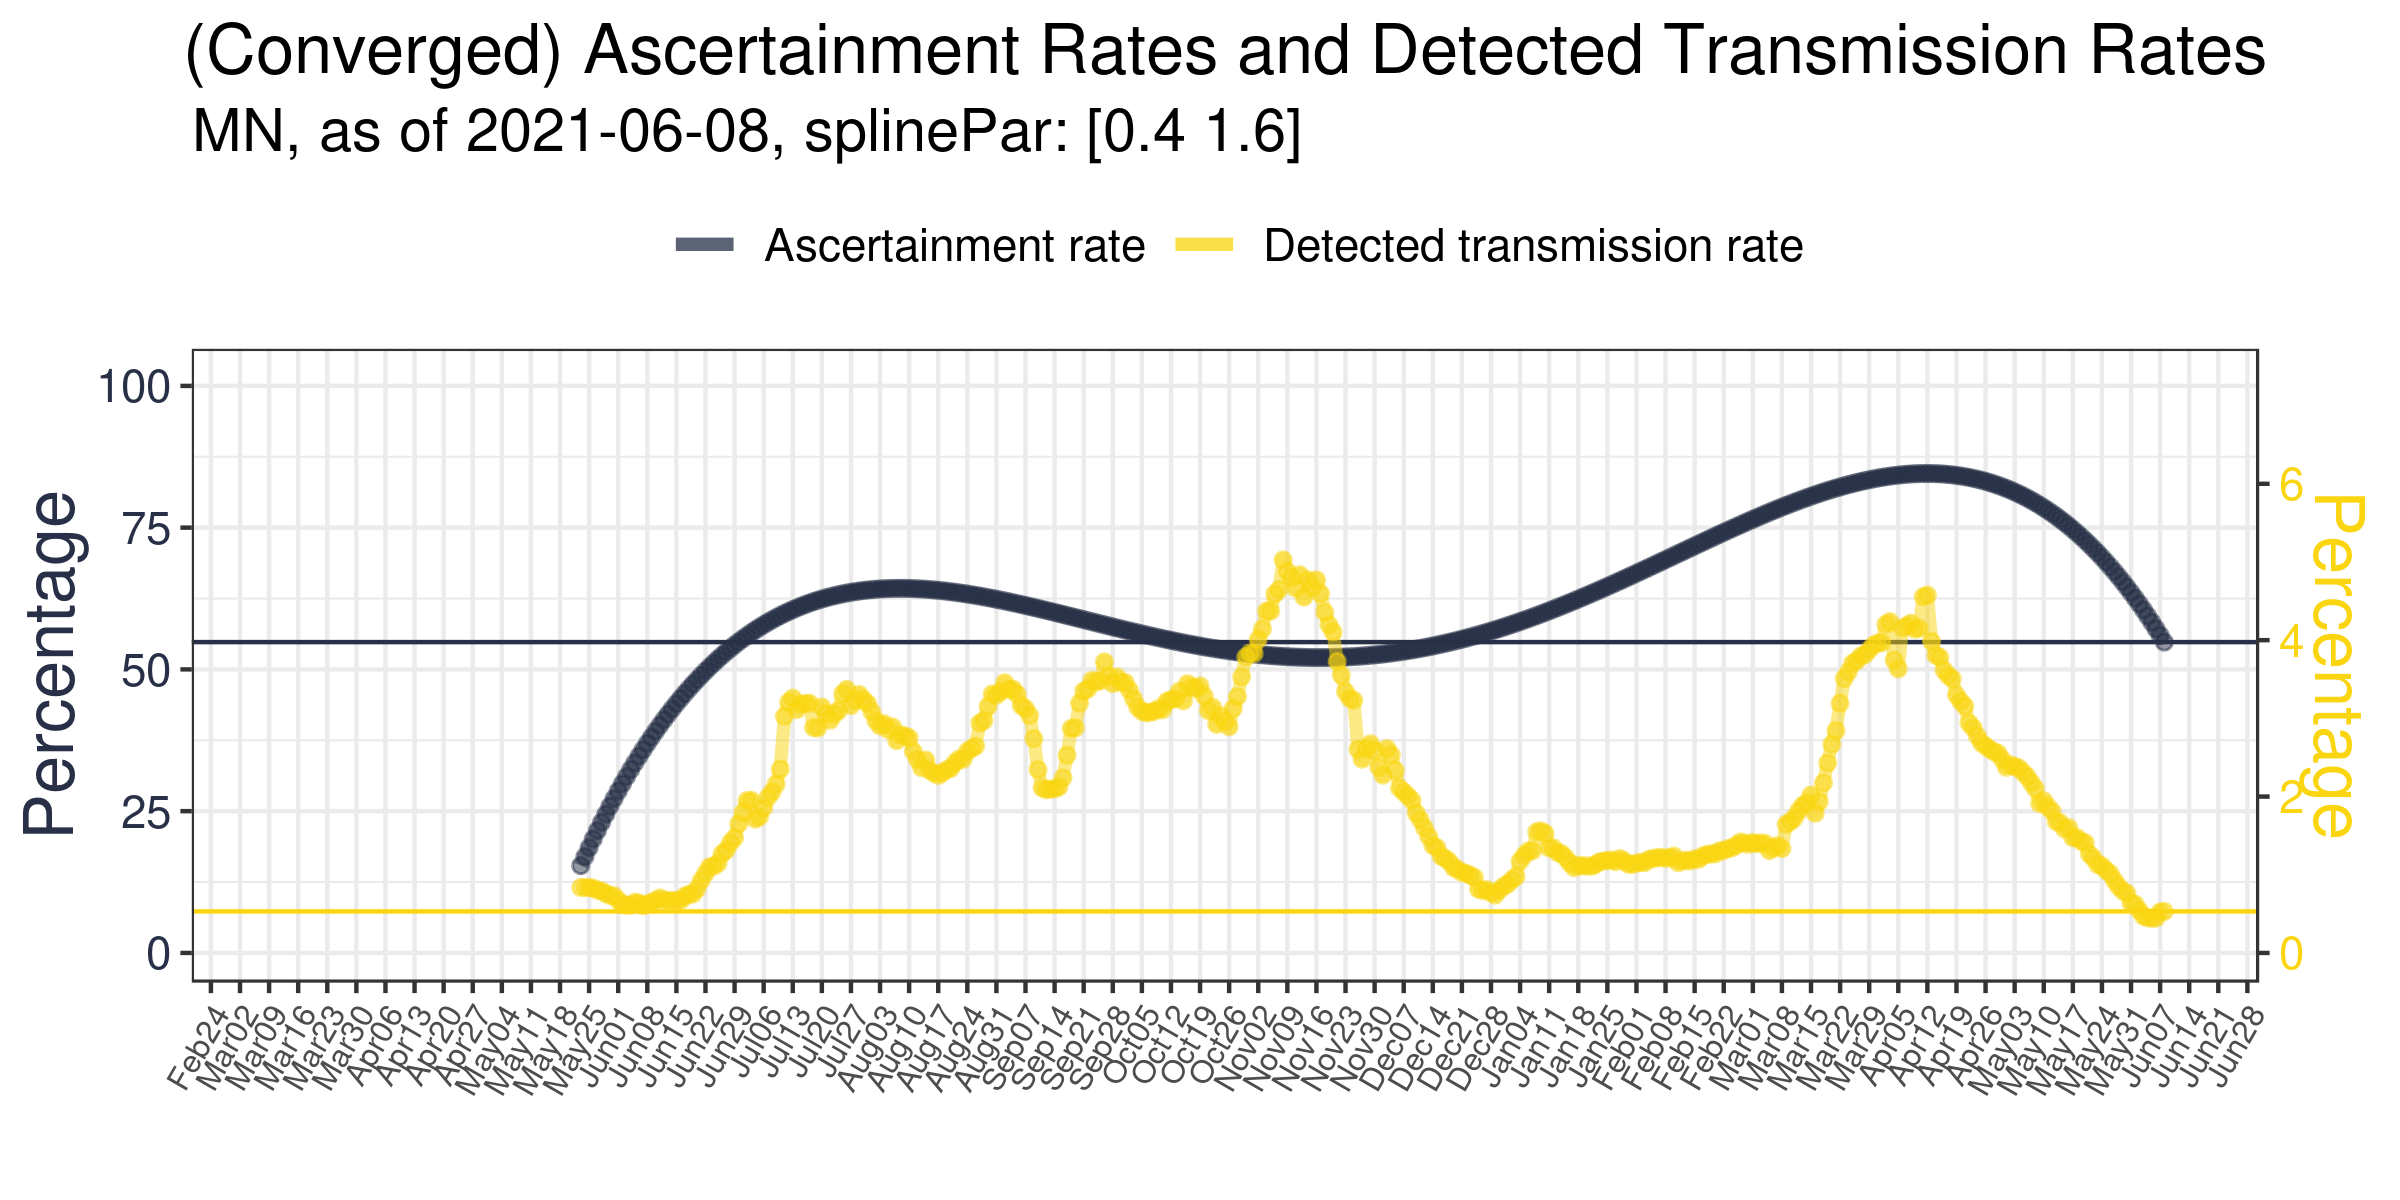 (Converged) Ascertainment Rates and Detected Transmission Rates
MN, as of 2021-06-08, splinePar: [0.4 1.6]
Ascertainment rate
Detected transmission rate
Percentage
100
75
50
25
0
6
4
2
0
Percentage
Feb24
Mar02
Mar09
Mar16
Mar23
Mar30
Apr06
Apr13
Apr20
Apr27
May04
May11
May18
May25
Jun01
Jun08
Jun15
Jun22
Jun29
Jul06
Jul13
Jul20
Jul27
Aug03
Aug10
Aug17
Aug24
Aug31
Sep07
Sep14
Sep21
Sep28
Oct05
Oct12
Oct19
Oct26
Nov02
Nov09
Nov16
Nov23
Nov30
Dec07
Dec14
Dec21
Dec28
Jan04
Jan11
Jan18
Jan25
Feb01
Feb08
Feb15
Feb22
Mar01
Mar08
Mar15
Mar22
Mar29
Apr05
Apr12
Apr19
Apr26
May03
May10
May17
May24
May31
Jun07
Jun14
Jun21
Jun28